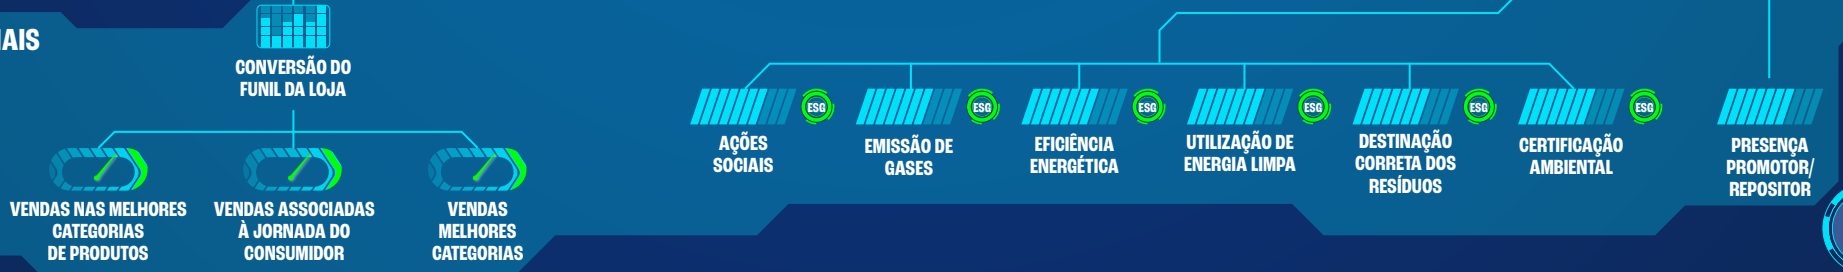 CONVERSÃO DO
FUNIL DA LOJA
VENDAS NAS MELHORES
CATEGORIAS
DE PRODUTOS
VENDAS ASSOCIADAS
À JORNADA DO
CONSUMIDOR
VENDAS
MELHORES
CATEGORIAS
ESG
AÇÕES
SOCIAIS
ESG
EMISSÃO DE
GASES
ESG
EFICIÊNCIA
ENERGÉTICA
ESG
UTILIZAÇÃO DE
ENERGIA LIMPA
ESG
DESTINAÇÃO
CORRETA DOS
RESÍDUOS
ESG
CERTIFICAÇÃO
AMBIENTAL
PRESENÇA
PROMOTOR/
REPOSITOR